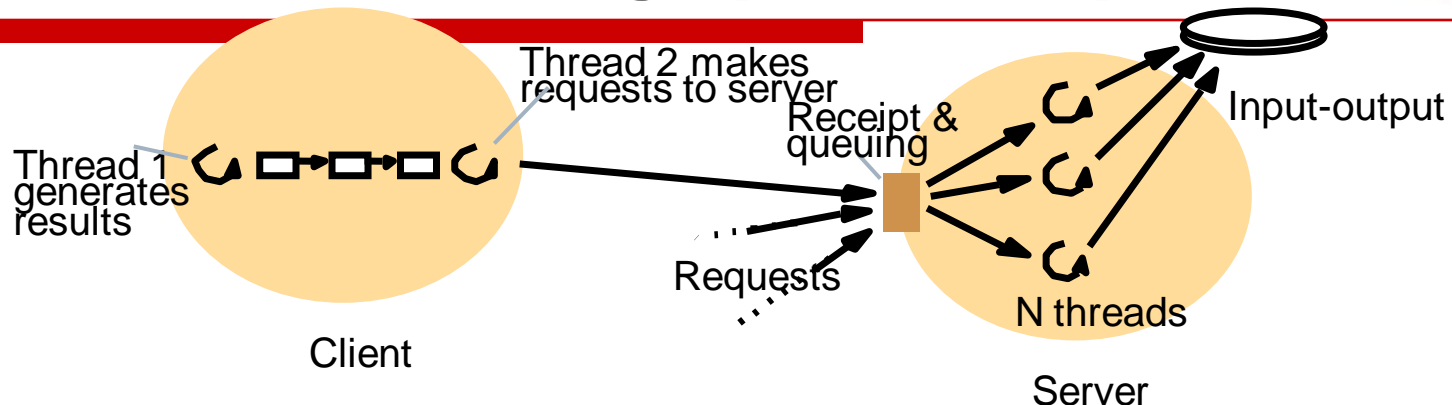 Thread 2 makes
requests to server
Thread 1
generates
results
Receipt &
queuing
Input-output
Requests
N threads
Client
Server